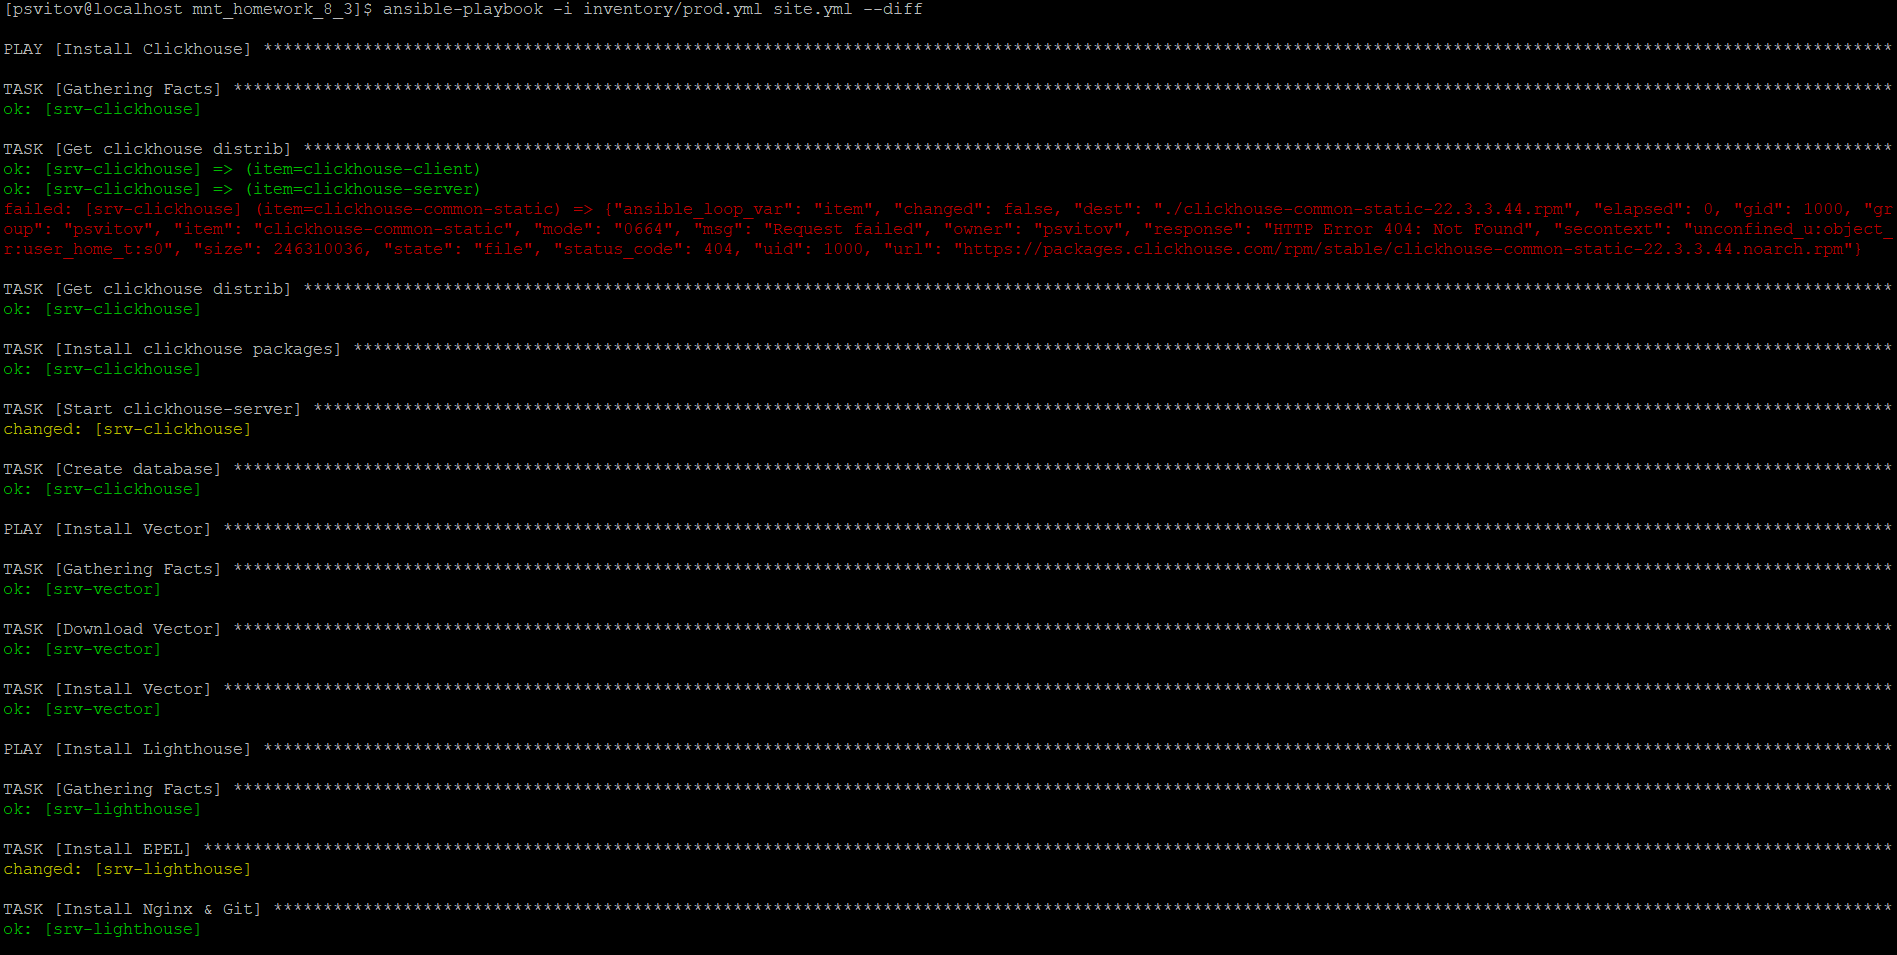 [psvitov@localhost mnt_homework_8_3]$ ansible-playbook -i inventory/prod.yml site.yml --diff
PLAY [Install Clickhouse] *******************************************************************************************************************************************************************
TASK [Gathering Facts] **********************************************************************************************************************************************************************
ok: [srv-clickhouse]
TASK [Get clickhouse distrib] ***************************************************************************************************************************************************************
ok: [srv-clickhouse] => (item=clickhouse-client)
ok: [srv-clickhouse] => (item=clickhouse-server)
failed: [srv-clickhouse] (item=clickhouse-common-static) => {"ansible_loop_var": "item", "changed": false, "dest": "./clickhouse-common-static-22.3.3.44.rpm", "elapsed": 0, "gid": 1000, "gr
oup": "psvitov", "item": "clickhouse-common-static", "mode": "0664", "msg": "Request failed", "owner": "psvitov", "response": "HTTP Error 404: Not Found", "secontext": "unconfined_u:object_
r:user_home_t:s0", "size": 246310036, "state": "file", "status_code": 404, "uid": 1000, "url": "https://packages.clickhouse.com/rpm/stable/clickhouse-common-static-22.3.3.44.noarch.rpm"}
TASK [Get clickhouse distrib] ***************************************************************************************************************************************************************
ok: [srv-clickhouse]
TASK [Install clickhouse packages] **********************************************************************************************************************************************************
ok: [srv-clickhouse]
TASK [Start clickhouse-server] **************************************************************************************************************************************************************
changed: [srv-clickhouse]
TASK [Create database] **********************************************************************************************************************************************************************
ok: [srv-clickhouse]
PLAY [Install Vector] ***********************************************************************************************************************************************************************
TASK [Gathering Facts] **********************************************************************************************************************************************************************
ok: [srv-vector]
TASK [Download Vector] **********************************************************************************************************************************************************************
ok: [srv-vector]
TASK [Install Vector] ***********************************************************************************************************************************************************************
ok: [srv-vector]
PLAY [Install Lighthouse] *******************************************************************************************************************************************************************
TASK [Gathering Facts] **********************************************************************************************************************************************************************
ok: [srv-lighthouse]
TASK [Install EPEL] *************************************************************************************************************************************************************************
changed: [srv-lighthouse]
TASK [Install Nginx & Git] ******************************************************************************************************************************************************************
ok: [srv-lighthouse]